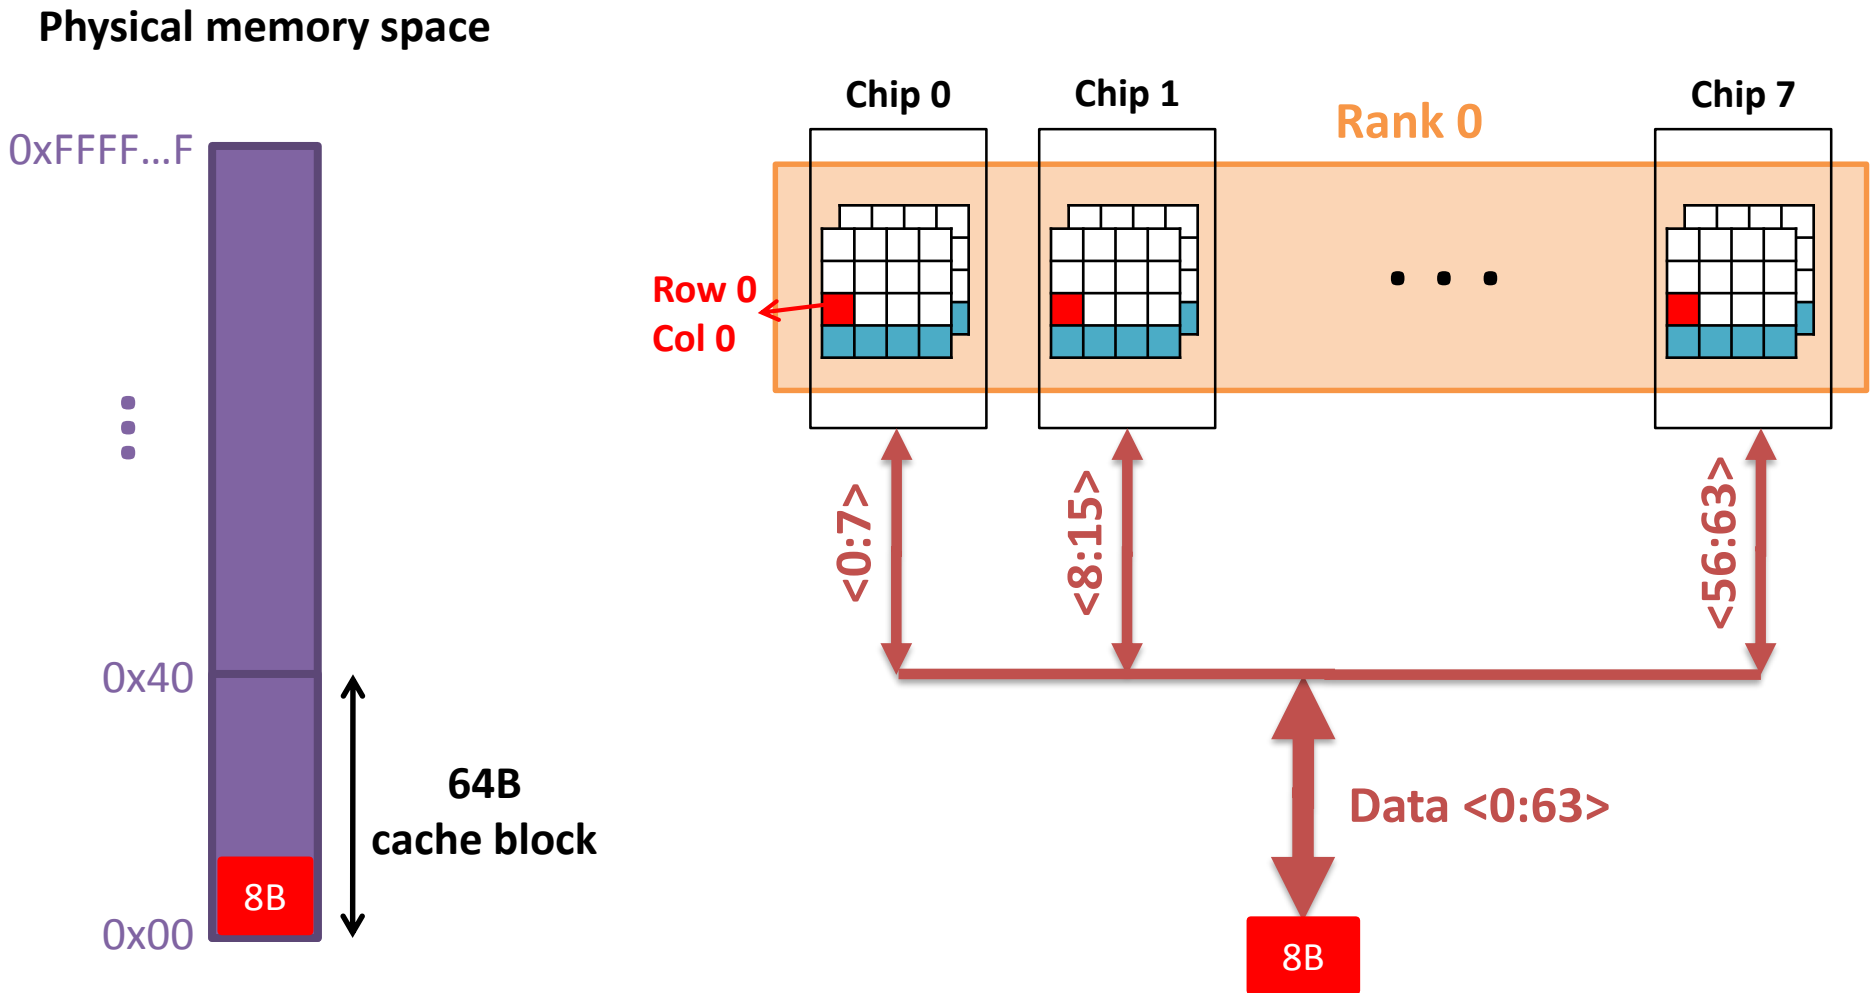 Physical memory space
0xFFFF...F
0x40
0x00
8B
64B
cache block
Chip 0
Chip 1
Chip 7
Rank 0
Row 0
Col 0
<0:7>
<8:15>
<56:63>
Data <0:63>
8B